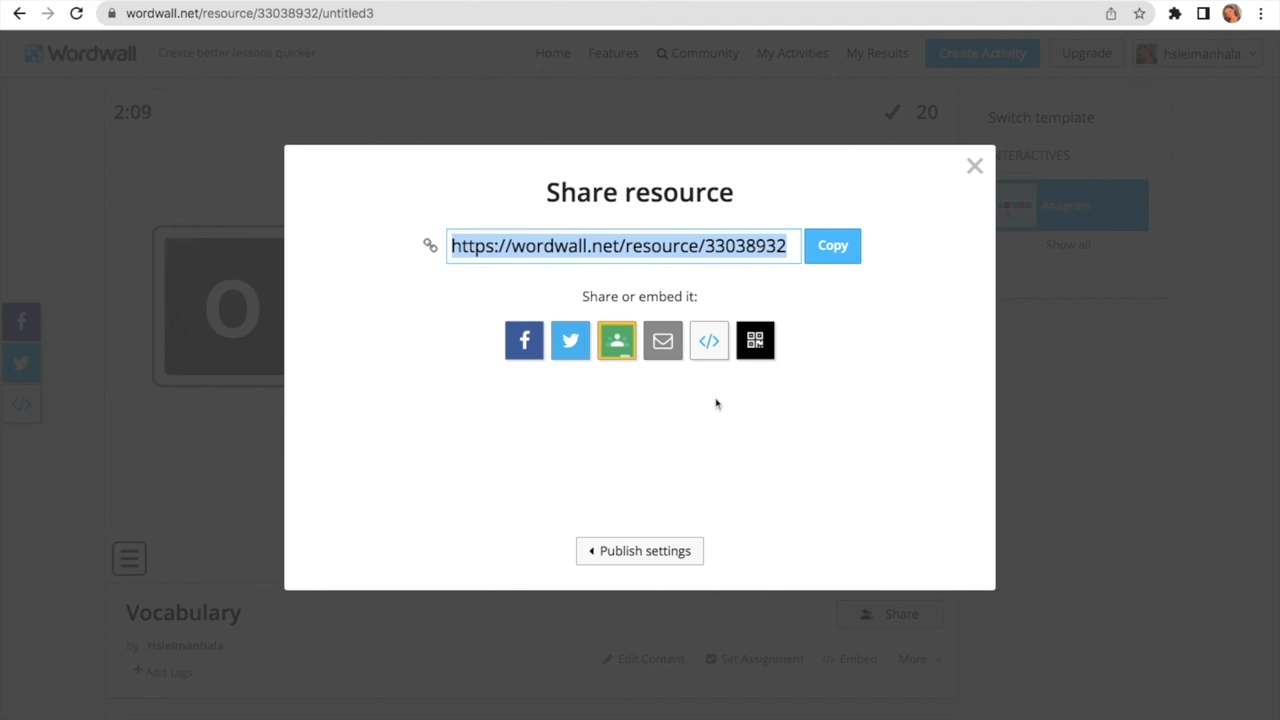 wordwall.net/resource/33038932/untitled3
Wordwall
Create better lessons quicker
Home
Features
Community
My Activities
My Results
Create Activity
Upgrade
hsleimanhala
2:09
20
Switch template
NTERACTIVES
Anagram
Show all
O
Share resource
https://wordwall.net/resource/33038932
Copy
Share or embed it:
Publish settings
Vocabulary
by Hsleimanhala
Add tags
Share
Edit Content
Set Assignment
Embed
More